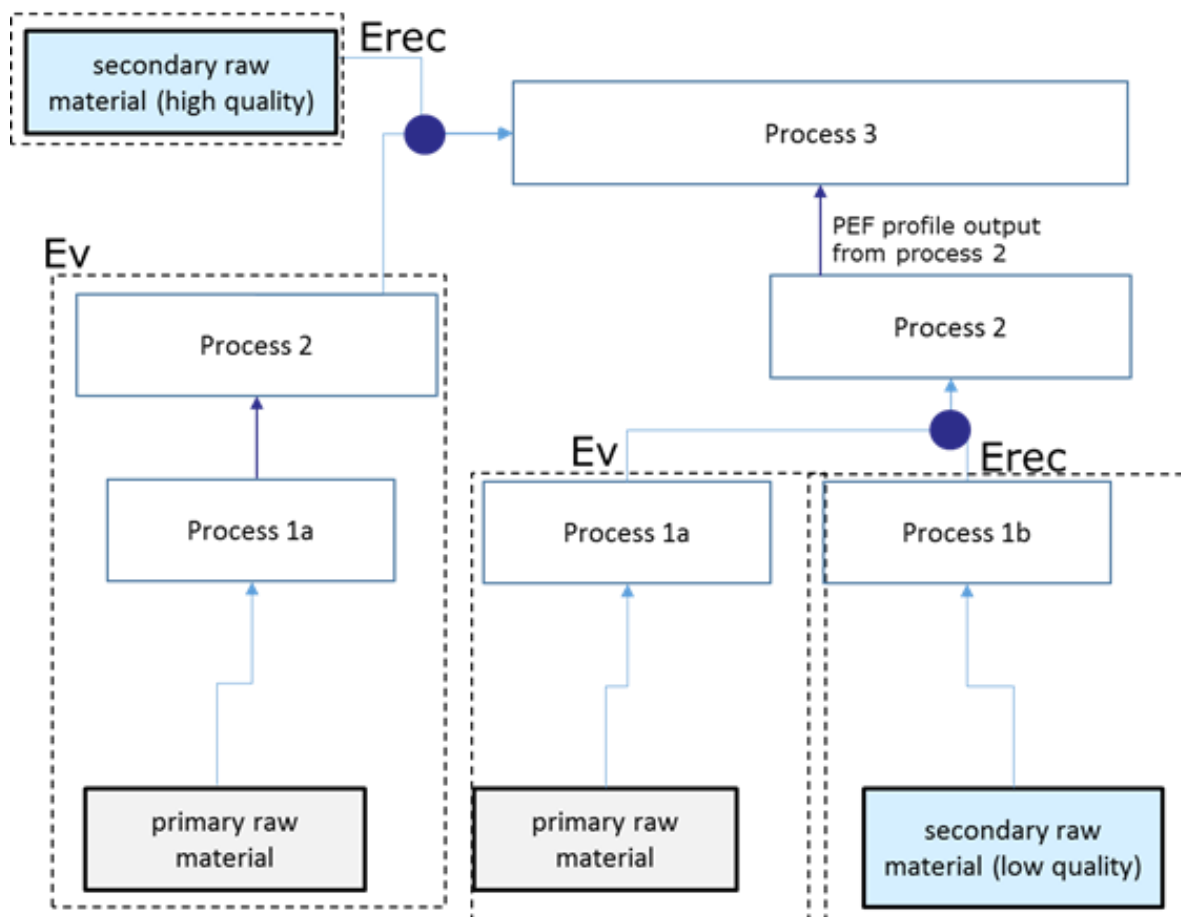 Erec
secondary raw
material (high quality)
Process 3
PEF profile output
from process 2
Ev
Process 2
Process 2
Ev
Erec
Process 1a
Process 1a
Process 1b
primary raw
material
primary raw
material
secondary raw
material (low quality)